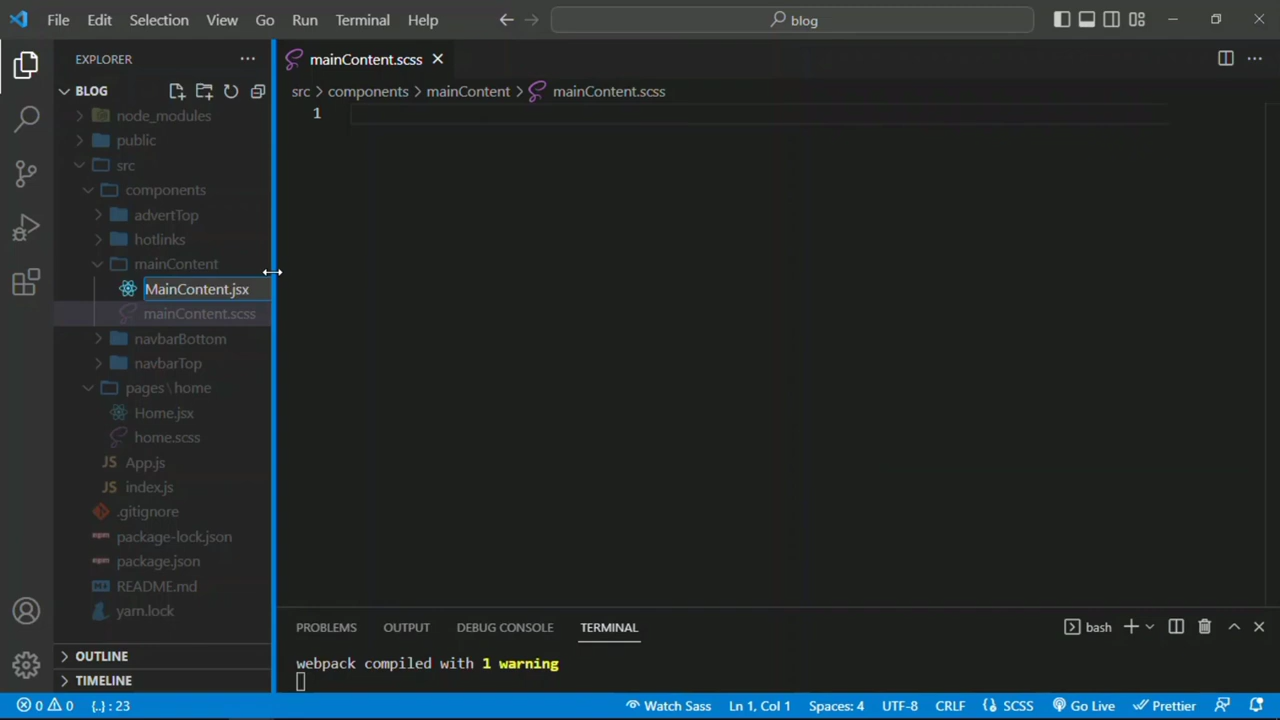 File Edit Selection View Go Run Terminal Help
blog
EXPLORER
BLOG
node_modules
public
src
components
advertTop
hotlinks
mainContent
MainContent.jsx
mainContent.scss
navbarBottom
navbarTop
pages\home
Home.jsx
home.scss
JS App.js
JS index.js
.gitignore
npm package-lock.json
npm package.json
README.md
yarn.lock
OUTLINE
TIMELINE
mainContent.scss
src > components > mainContent > mainContent.scss
1
PROBLEMS OUTPUT DEBUG CONSOLE TERMINAL
bash
webpack compiled with 1 warning
0 0 {..} : 23
Watch Sass Ln 1, Col 1 Spaces: 4 UTF-8 CRLF SCSS Go Live Prettier